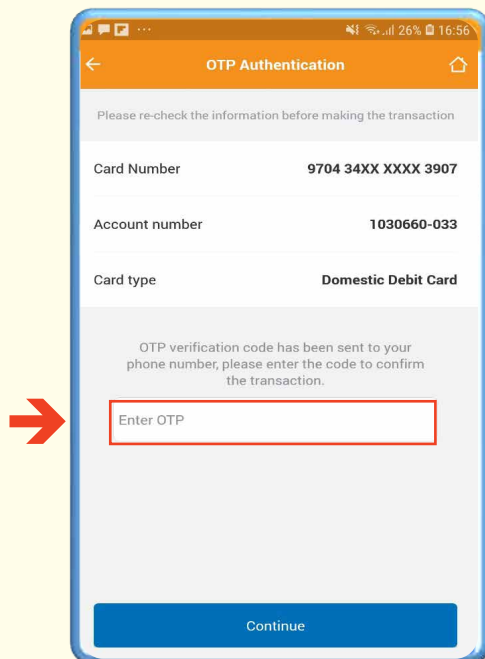 26% 16:56
OTP Authentication
Please re-check the information before making the transaction
Card Number 9704 34XX XXXX 3907
Account number 1030660-033
Card type Domestic Debit Card
OTP verification code has been sent to your
phone number, please enter the code to confirm
the transaction.
Enter OTP
Continue